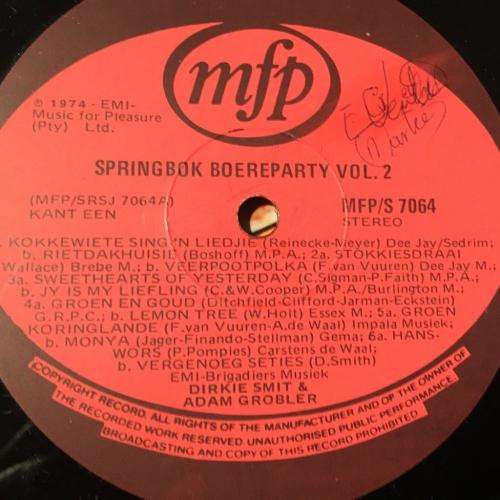 mfp
© 1974 - EMI-
Music for Pleasure
(Pty) Ltd.
SPRINGBOK BOEREPARTY VOL. 2
(MFP/SRSJ 7064A)
KANT EEN
MFP/S 7064
STEREO
KOKKEWIETE SING'N LIEDJIE (Reinecke-Meyer) Dee Jay/Sedrim;
b. RIETDAKHUISIE (Boshoff) M.P.A.; 2a. STOKKIESDRAAI
Wallace) Brebe M.; b. VEERPOOTPOLKA (F. van Vuuren) Dee Jay M.;
3a. SWEETHEART OF YESTERDAY (C. Sigman-P. Faith) M.P.A.;
b. JY IS MY LIEFLING (C.&W. Cooper) M.P.A./Burlington M.;
4a. GROEN EN GOUD (Ditchfield-Clifford-Jarman-Eckstein)
G.R.P.C.; b. LEMON TREE (W. Holt) Essex M.; 5a. GROEN
KORINGLANDE (F. van Vuuren-A. de Waal) Impala Musiek;
b. MONYA (Jager-Finando-Stellman) Gema; 6a. HANS-
WORS (P. Pompies) Carstens de Waal;
b. VERGENOEG SETIES (D. Smith)
EMI-Brigadiers Musiek
DIRKIE SMIT &
ADAM GROBLER
COPYRIGHT RECORD. ALL RIGHTS OF THE MANUFACTURER AND OF THE OWNER OF
THE RECORDED WORK RESERVED. UNAUTHORISED PUBLIC PERFORMANCE,
BROADCASTING AND COPY OF THIS RECORD PROHIBITED